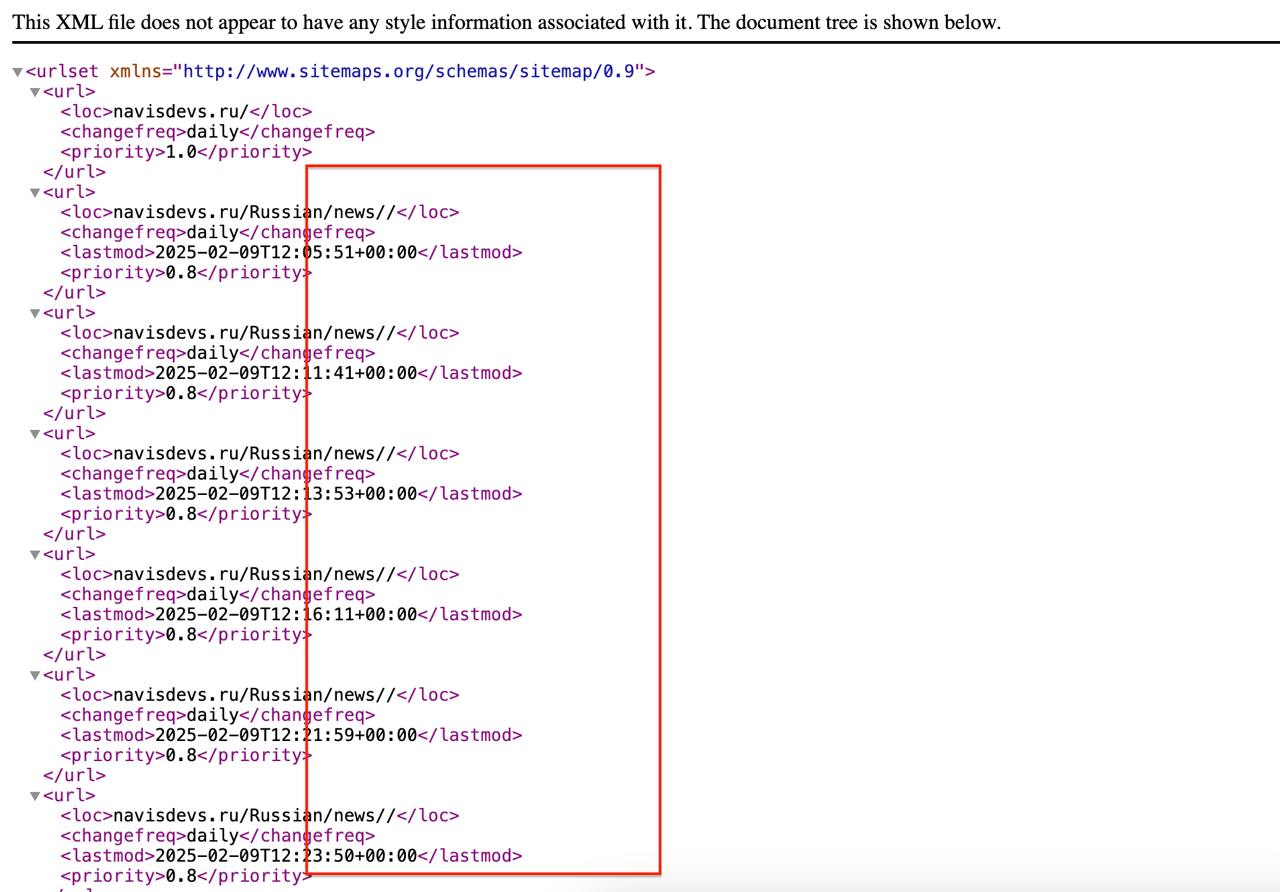 This XML file does not appear to have any style information associated with it. The document tree is shown below.
<urlset xmlns="http://www.sitemaps.org/schemas/sitemap/0.9">
<url>
<loc>navisdevs.ru/</loc>
<changefreq>daily</changefreq>
<priority>1.0</priority>
</url>
<url>
<loc>navisdevs.ru/Russian/news//</loc>
<changefreq>daily</changefreq>
<lastmod>2025-02-09T12:05:51+00:00</lastmod>
<priority>0.8</priority>
</url>
<url>
<loc>navisdevs.ru/Russian/news//</loc>
<changefreq>daily</changefreq>
<lastmod>2025-02-09T12:11:41+00:00</lastmod>
<priority>0.8</priority>
</url>
<url>
<loc>navisdevs.ru/Russian/news//</loc>
<changefreq>daily</changefreq>
<lastmod>2025-02-09T12:13:53+00:00</lastmod>
<priority>0.8</priority>
</url>
<url>
<loc>navisdevs.ru/Russian/news//</loc>
<changefreq>daily</changefreq>
<lastmod>2025-02-09T12:16:11+00:00</lastmod>
<priority>0.8</priority>
</url>
<url>
<loc>navisdevs.ru/Russian/news//</loc>
<changefreq>daily</changefreq>
<lastmod>2025-02-09T12:21:59+00:00</lastmod>
<priority>0.8</priority>
</url>
<url>
<loc>navisdevs.ru/Russian/news//</loc>
<changefreq>daily</changefreq>
<lastmod>2025-02-09T12:23:50+00:00</lastmod>
<priority>0.8</priority>